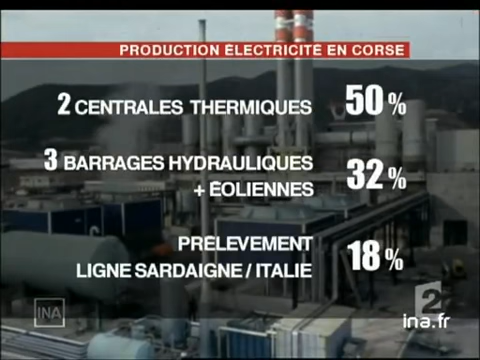 PRODUCTION ÉLECTRICITÉ EN CORSE
2 CENTRALES THERMIQUES 50 %
3 BARRAGES HYDRAULIQUES
+ ÉOLIENNES 32 %
PRÉLEVEMENT
LIGNE SARDAIGNE / ITALIE 18 %
INA
2
ina.fr